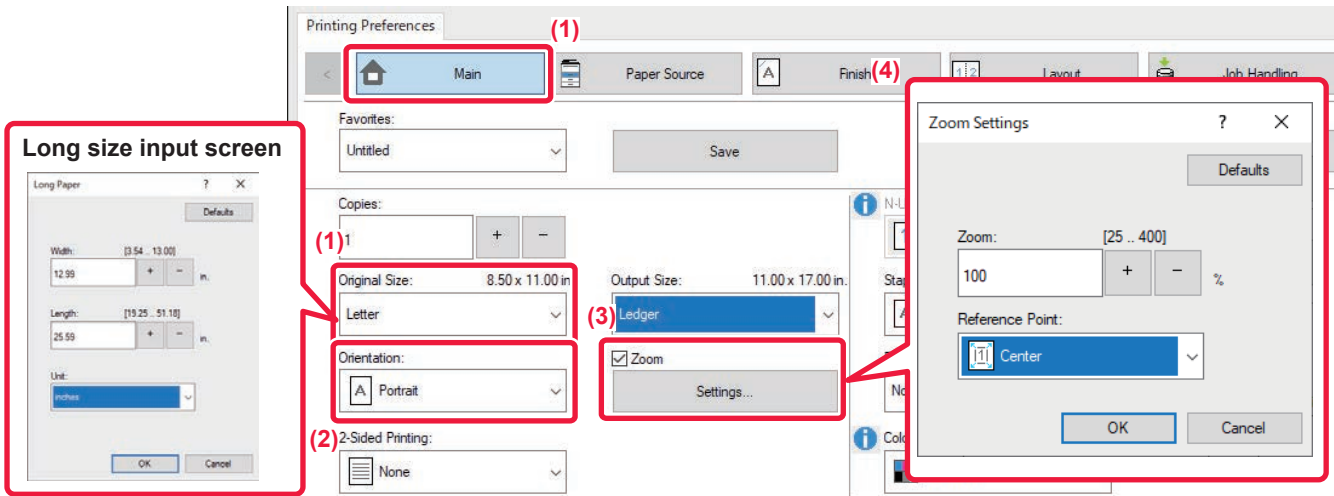 Printing Preferences
(1)
< Main Paper Source Finish (4) Layout Job Handling
Favorites:
Untitled
Save
Copies:
1
+ -
(1)
Original Size: 8.50 x 11.00 in
Letter
Orientation:
Portrait
(2)
2-Sided Printing:
None
Output Size: 11.00 x 17.00 in.
(3)
Ledger
Zoom
Settings...
Long size input screen
Long Paper ? X
Defaults
Width: [3.54 .. 13.00]
12.99 + - in.
Length: [19.25 .. 51.18]
25.59 + - in.
Unit:
inches
OK Cancel
Zoom Settings ? X
Defaults
Zoom: [25 .. 400]
100 + - %
Reference Point:
Center
OK Cancel